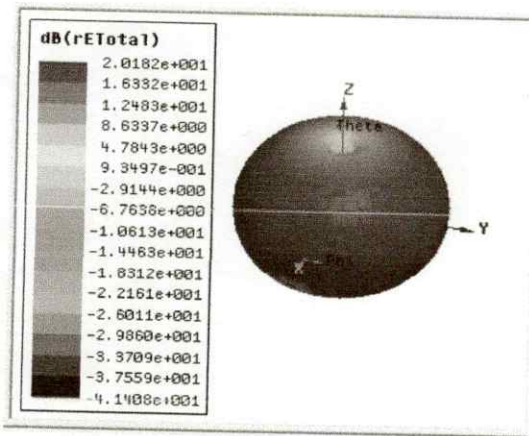 dB(rETotal)
2.0182e+001
1.6332e+001
1.2483e+001
8.6337e+000
4.7843e+000
9.3497e-001
-2.9144e+000
-6.7638e+000
-1.0613e+001
-1.4463e+001
-1.8312e+001
-2.2161e+001
-2.6011e+001
-2.9860e+001
-3.3709e+001
-3.7559e+001
-4.1408e+001
Z
Theta
Y
Phi
X